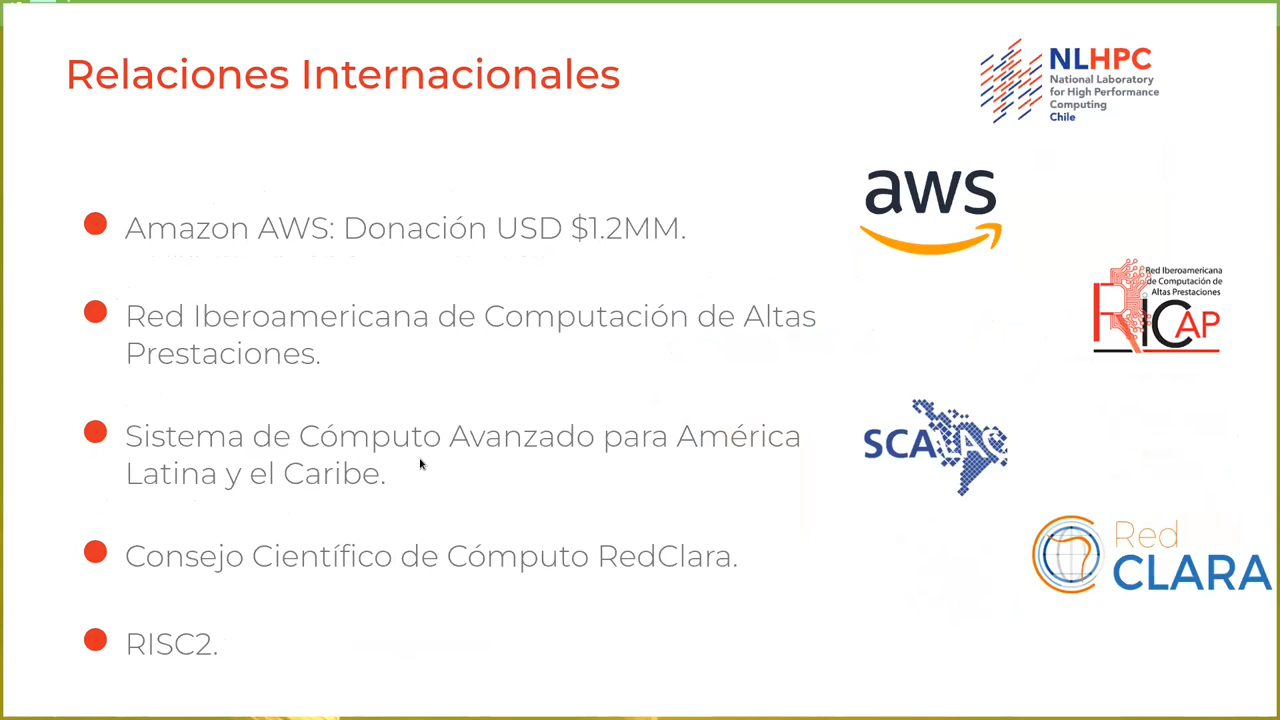 Relaciones Internacionales
NLHPC
National Laboratory
for High Performance
Computing
Chile
aws
Amazon AWS: Donación USD $1.2MM.
Red Iberoamericana
de Computación de
Altas Prestaciones
RICAP
Red Iberoamericana de Computación de Altas
Prestaciones.
Sistema de Cómputo Avanzado para América
Latina y el Caribe.
SCALAC
Consejo Científico de Cómputo RedClara.
Red
CLARA
RISC2.